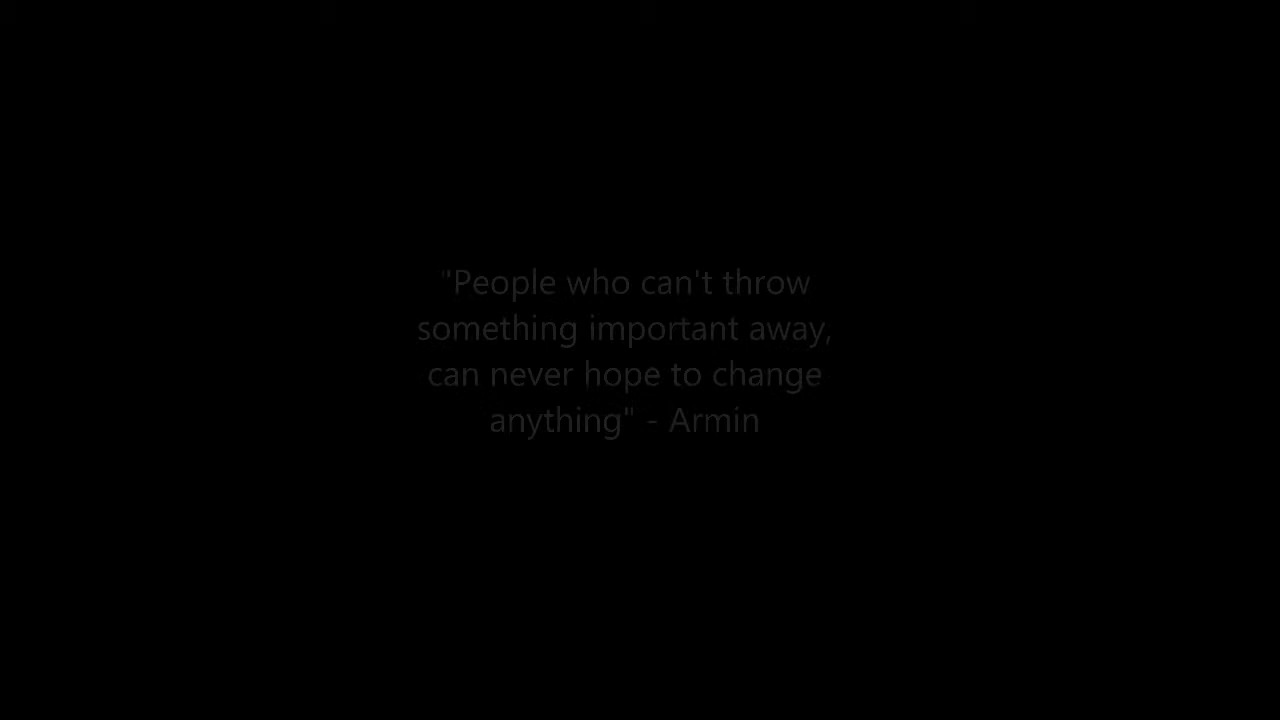 "People who can't throw
something important away,
can never hope to change
anything" - Armin